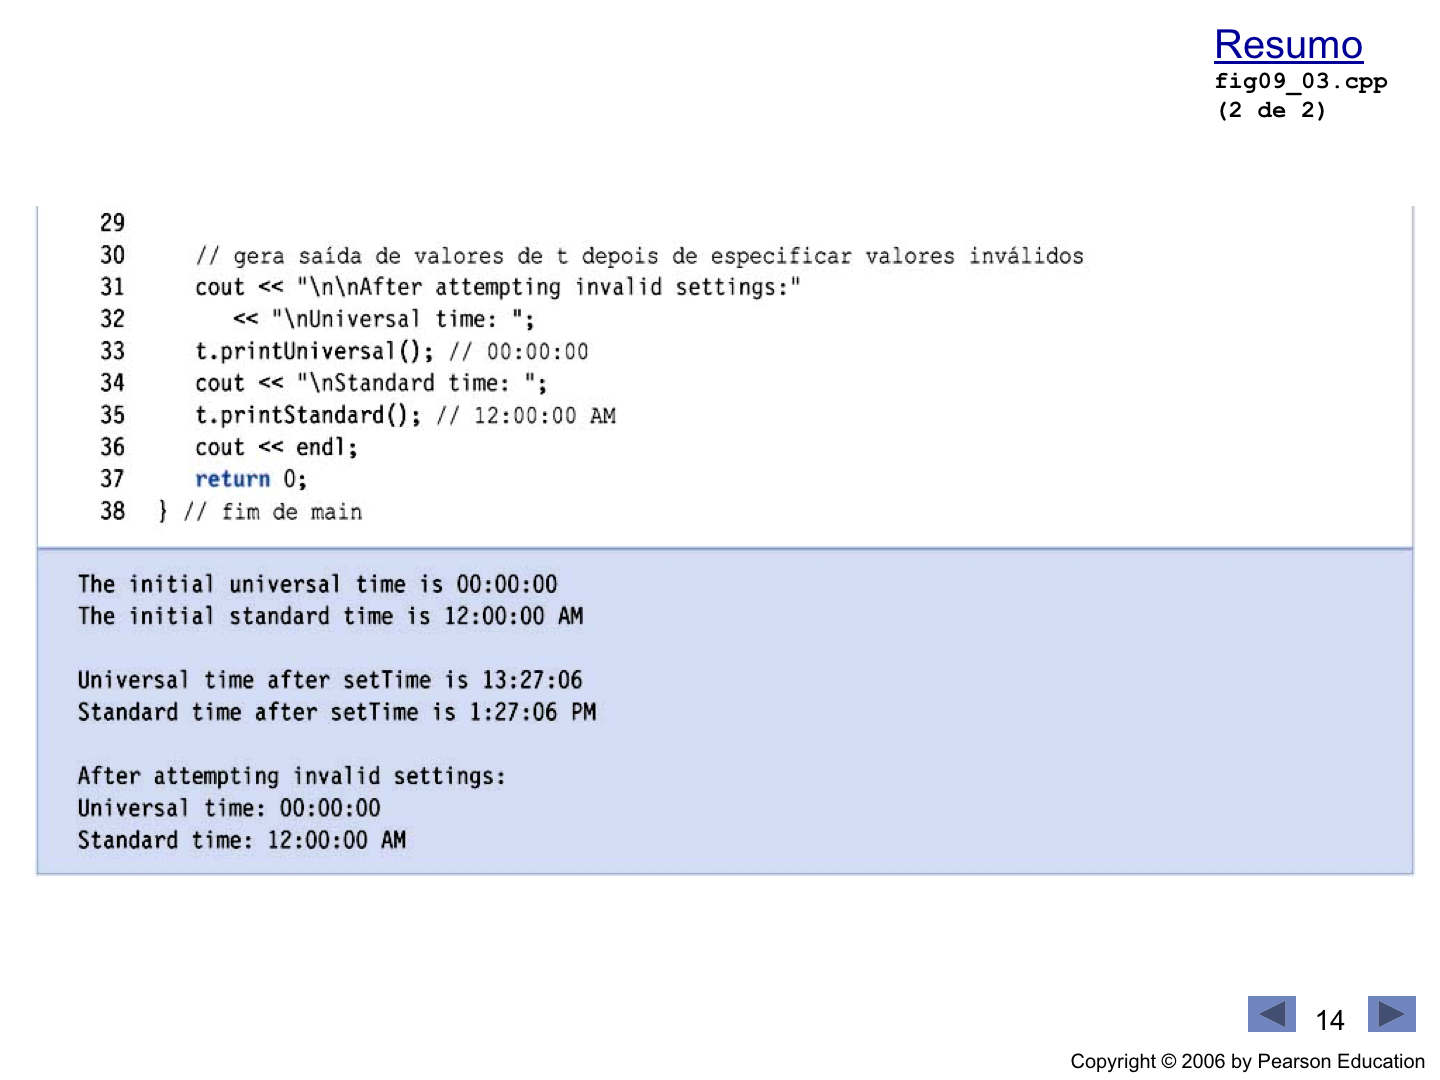 Resumo
fig09_03.cpp
(2 de 2)
29
30 // gera saída de valores de t depois de especificar valores inválidos
31 cout << "\n\nAfter attempting invalid settings:"
32 << "\nUniversal time: ";
33 t.printUniversal(); // 00:00:00
34 cout << "\nStandard time: ";
35 t.printStandard(); // 12:00:00 AM
36 cout << endl;
37 return 0;
38 } // fim de main
The initial universal time is 00:00:00
The initial standard time is 12:00:00 AM
Universal time after setTime is 13:27:06
Standard time after setTime is 1:27:06 PM
After attempting invalid settings:
Universal time: 00:00:00
Standard time: 12:00:00 AM
14
Copyright © 2006 by Pearson Education